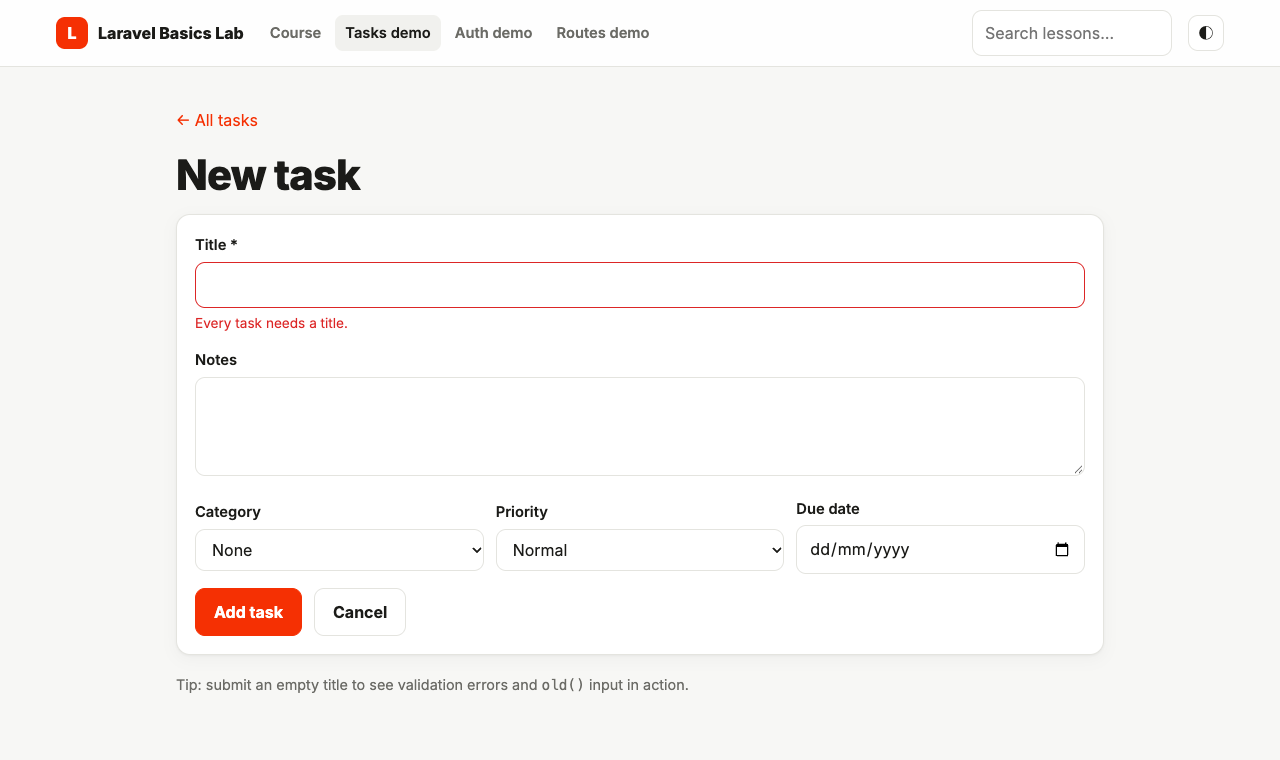 L Laravel Basics Lab Course Tasks demo Auth demo Routes demo Search lessons...
← All tasks
New task
Title *
Every task needs a title.
Notes
Category Priority Due date
None Normal dd/mm/yyyy
Add task Cancel
Tip: submit an empty title to see validation errors and old() input in action.